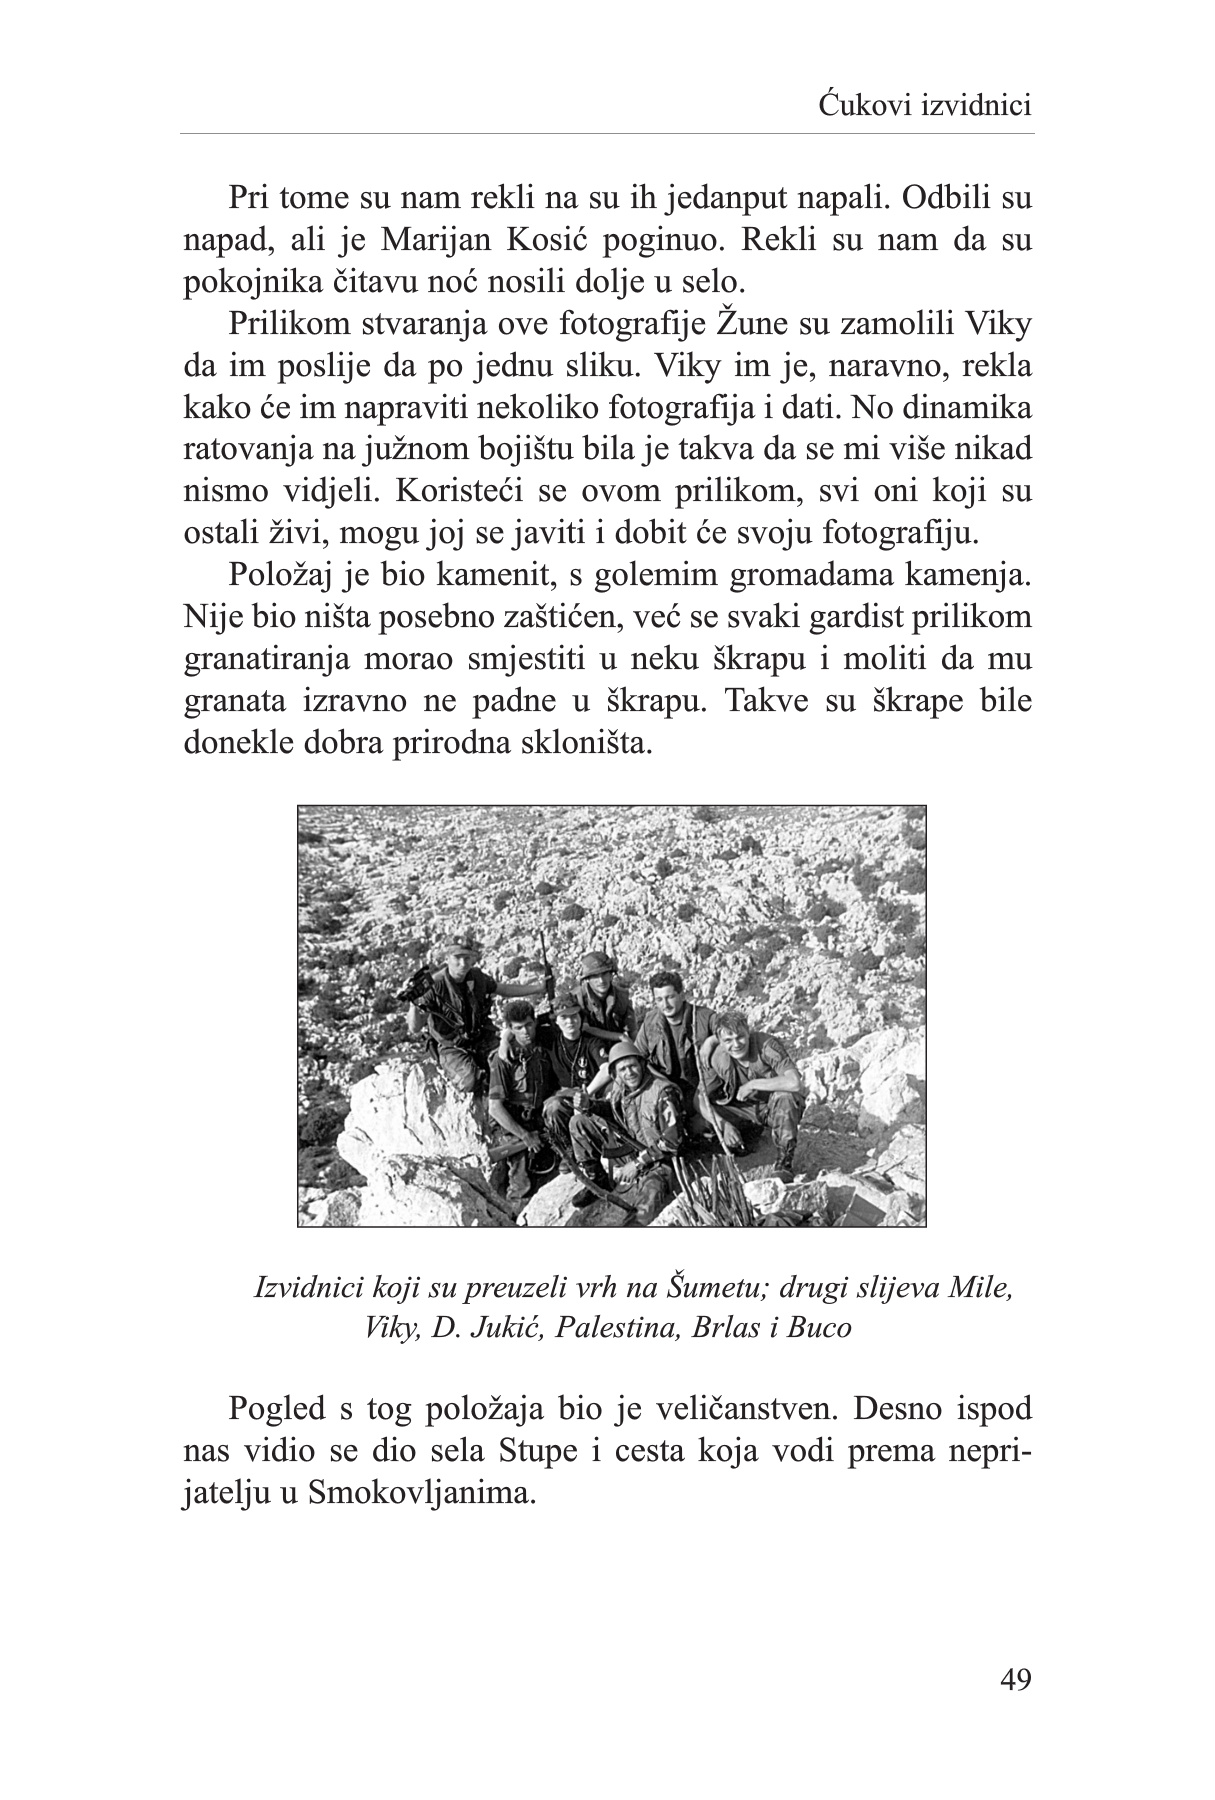 Ćukovi izvidnici
Pri tome su nam rekli na su ih jedanput napali. Odbili su
napad, ali je Marijan Kosić poginuo. Rekli su nam da su
pokojnika čitavu noć nosili dolje u selo.
Prilikom stvaranja ove fotografije Žune su zamolili Viky
da im poslije da po jednu sliku. Viky im je, naravno, rekla
kako će im napraviti nekoliko fotografija i dati. No dinamika
ratovanja na južnom bojištu bila je takva da se mi više nikad
nismo vidjeli. Koristeći se ovom prilikom, svi oni koji su
ostali živi, mogu joj se javiti i dobit će svoju fotografiju.
Položaj je bio kamenit, s golemim gromadama kamenja.
Nije bio ništa posebno zaštićen, već se svaki gardist prilikom
granatiranja morao smjestiti u neku škrapu i moliti da mu
granata izravno ne padne u škrapu. Takve su škrape bile
donekle dobra prirodna skloništa.
Izvidnici koji su preuzeli vrh na Šumetu; drugi slijeva Mile,
Viky, D. Jukić, Palestina, Brlas i Buco
Pogled s tog položaja bio je veličanstven. Desno ispod
nas vidio se dio sela Stupe i cesta koja vodi prema nepri-
jatelju u Smokovljanima.
49